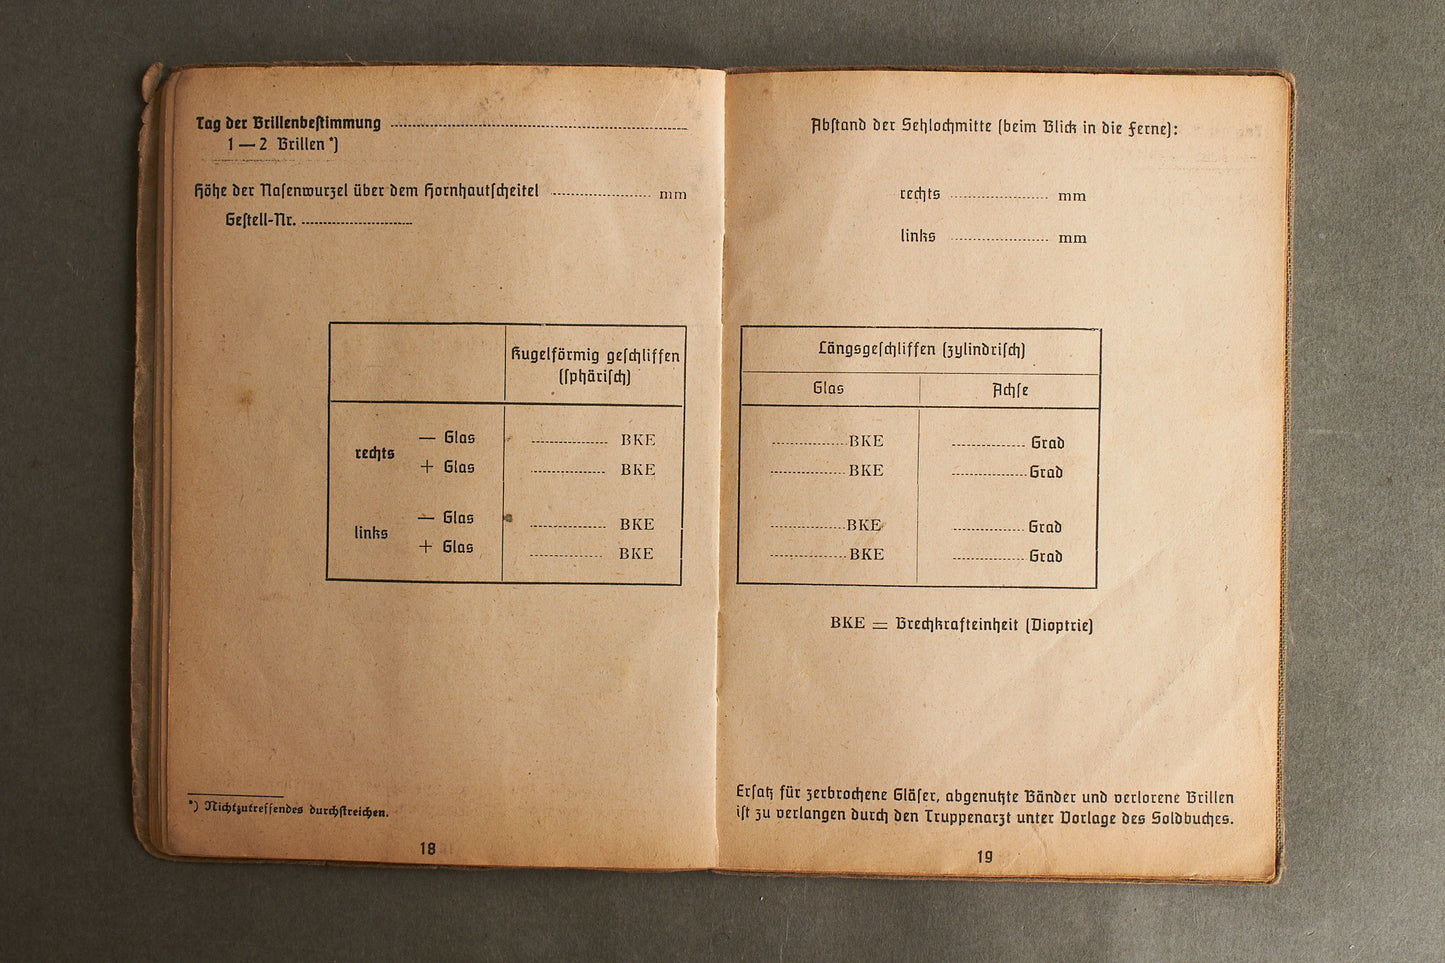 Tag der Brillenbeſtimmung
1 — 2 Brillen *)
Höhe der Naſenwurzel über dem Hornhautſcheitel mm
Geſtell-Nr.
Kugelförmig geſchliffen
(ſphäriſch)
rechts
— Glas BKE
+ Glas BKE
links
— Glas BKE
+ Glas BKE
*) Nichtzutreffendes durchſtreichen.
18
Abſtand der Sehlochmitte (beim Blick in die Ferne):
rechts mm
links mm
Längsgeſchliffen (zylindriſch)
Glas Achſe
BKE Grad
BKE Grad
BKE Grad
BKE Grad
BKE = Brechkrafteinheit (Dioptrie)
Erſatz für zerbrochene Gläſer, abgenutzte Bänder und verlorene Brillen
iſt zu verlangen durch den Truppenarzt unter Vorlage des Soldbuches.
19